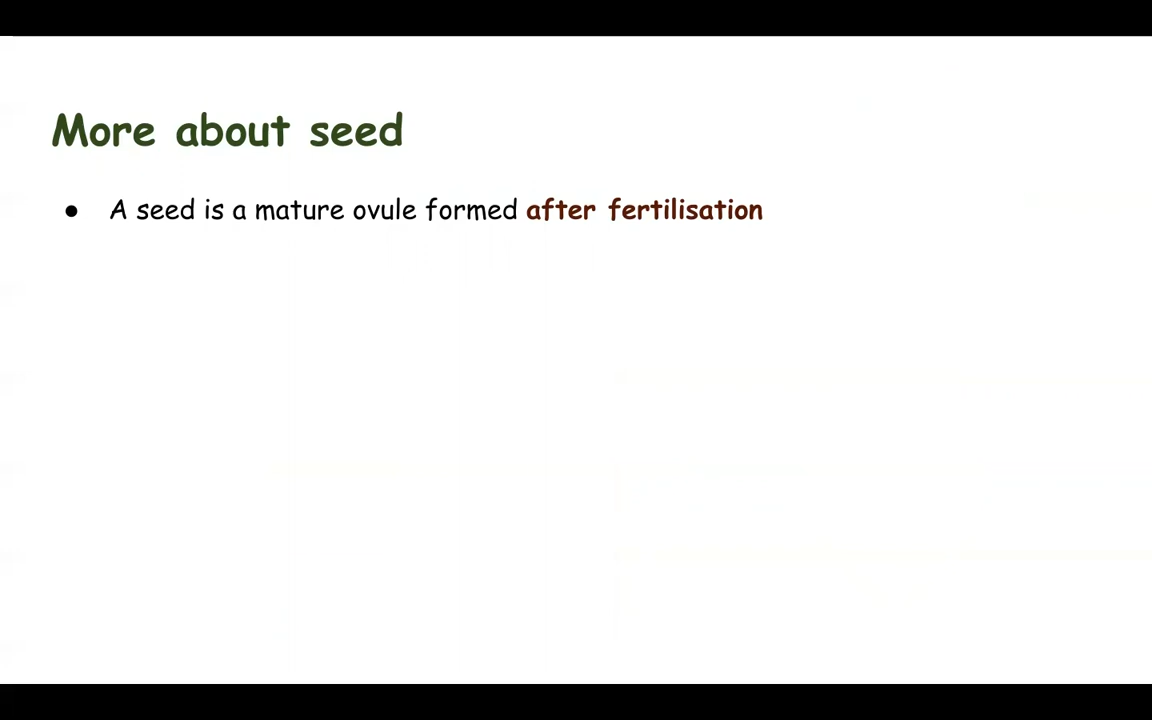 More about seed
● A seed is a mature ovule formed after fertilisation